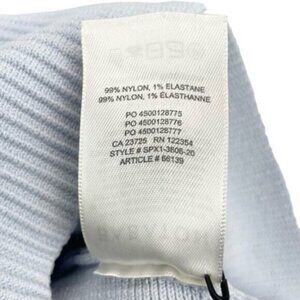 99% NYLON, 1% ELASTANE
99% NYLON, 1% ÉLASTHANNE
PO 4500128775
PO 4500128776
PO 4500128777
CA 23725 RN 122354
STYLE # SPX1-3606-20
ARTICLE # 66139